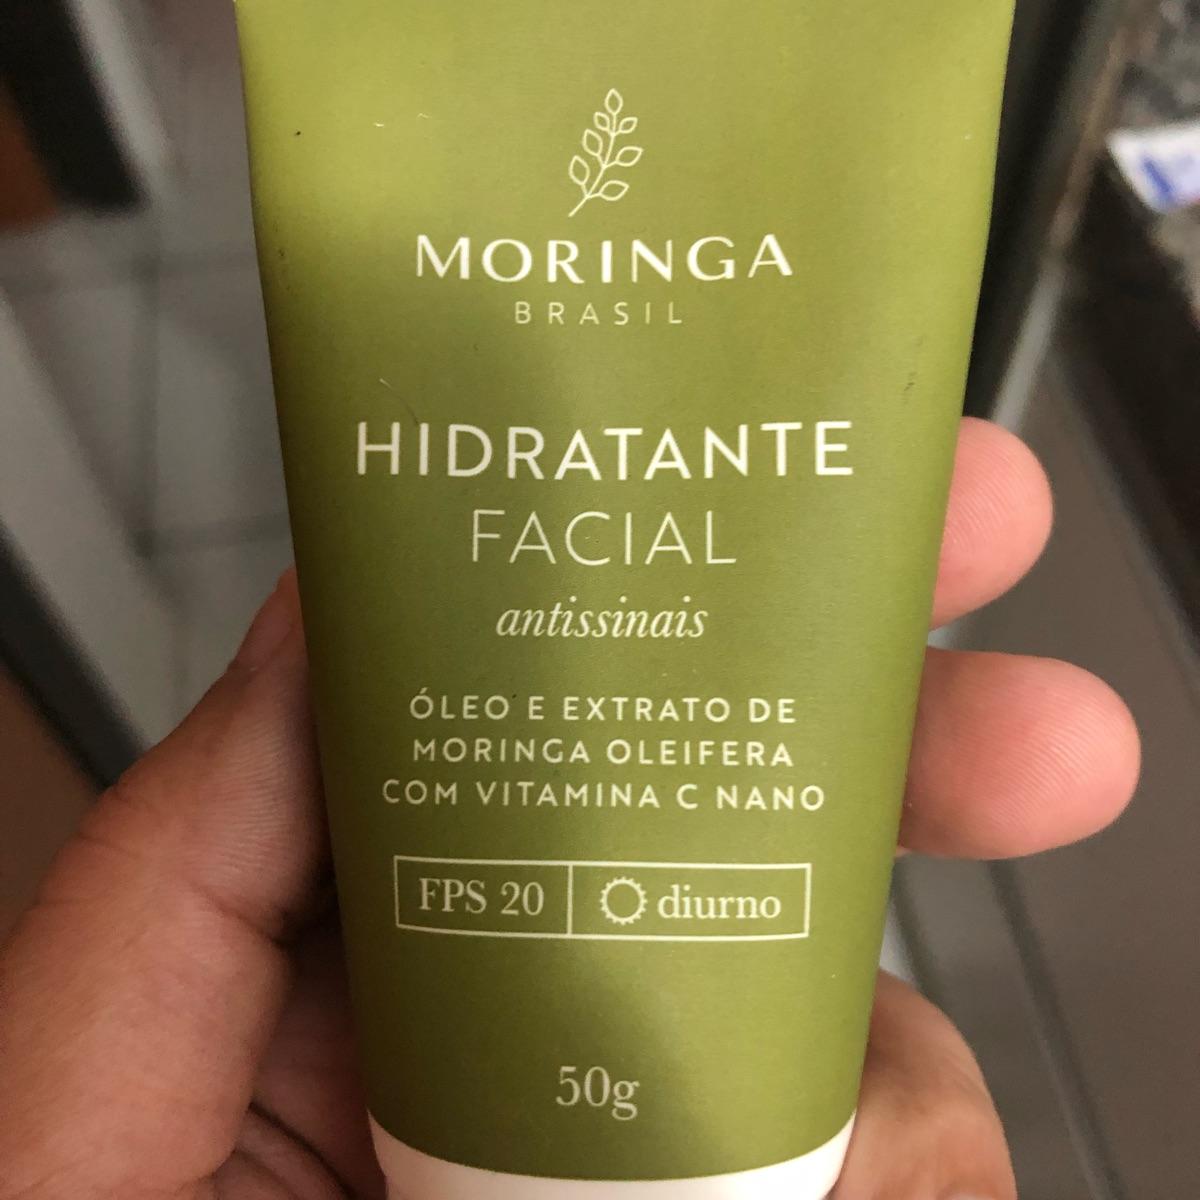 MORINGA
BRASIL
HIDRATANTE
FACIAL
antissinais
ÓLEO E EXTRATO DE
MORINGA OLEIFERA
COM VITAMINA C NANO
FPS 20 diurno
50g